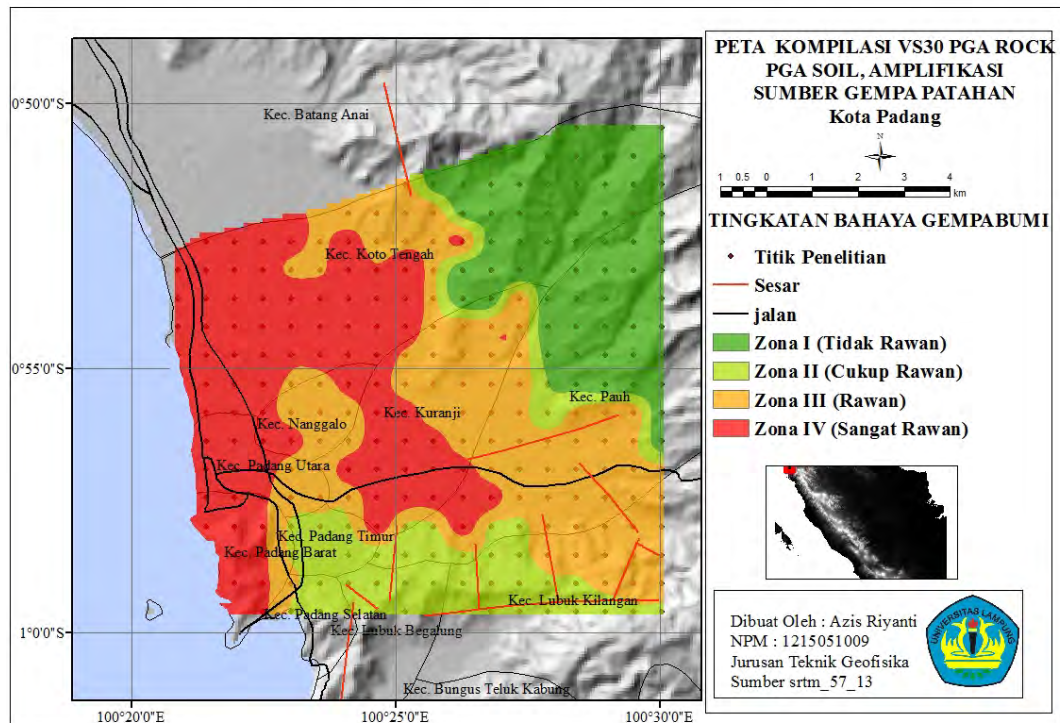 PETA KOMPILASI VS30 PGA ROCK
PGA SOIL, AMPLIFIKASI
SUMBER GEMPA PATAHAN
Kota Padang
N
1 0.5 0 1 2 3 4
km
TINGKATAN BAHAYA GEMPABUMI
Titik Penelitian
Sesar
jalan
Zona I (Tidak Rawan)
Zona II (Cukup Rawan)
Zona III (Rawan)
Zona IV (Sangat Rawan)
Dibuat Oleh : Azis Riyanti
NPM : 1215051009
Jurusan Teknik Geofisika
Sumber srtm_57_13
UNIVERSITAS LAMPUNG
0°50'0"S
0°55'0"S
1°0'0"S
100°20'0"E
100°25'0"E
100°30'0"E
Kec. Batang Anai
Kec. Koto Tengah
Kec. Pauh
Kec. Kuranji
Kec. Nanggalo
Kec. Padang Utara
Kec. Padang Timur
Kec. Padang Barat
Kec. Lubuk Kilangan
Kec. Padang Selatan
Kec. Lubuk Begalung
Kec. Bungus Teluk Kabung